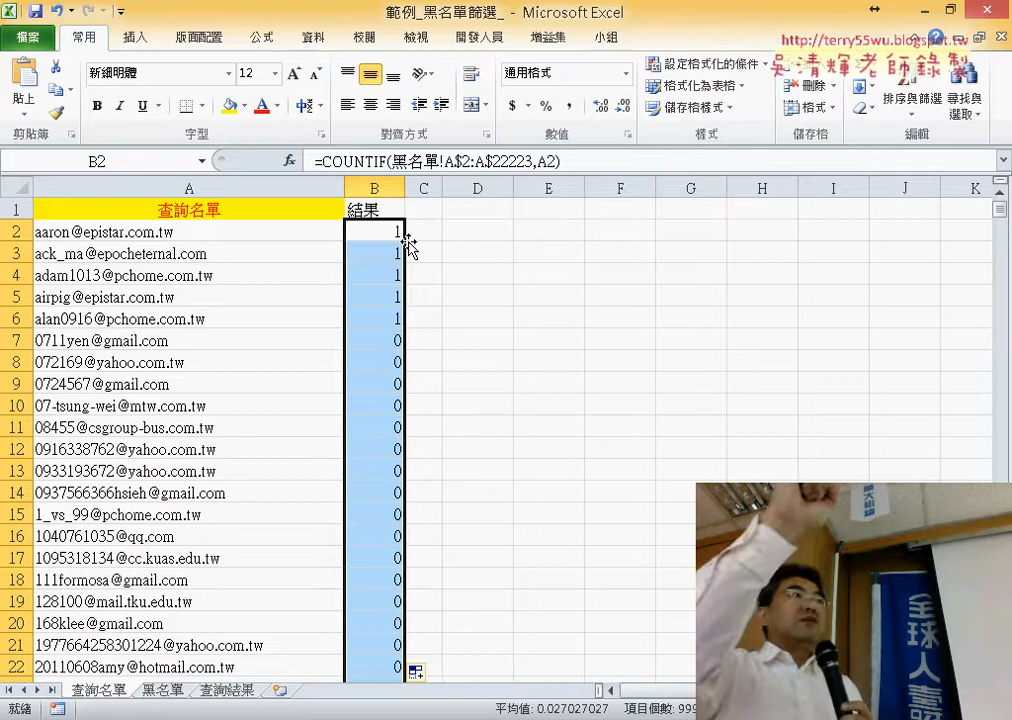 範例_黑名單篩選_ - Microsoft Excel
檔案 常用 插入 版面配置 公式 資料 校閱 檢視 開發人員 增益集 小組
http://terry55wu.blogspot.tw
吳清輝老師錄製
貼上 新細明體 12 通用格式 設定格式化的條件 格式化為表格 儲存格樣式 刪除 格式 排序與篩選 尋找與選取
剪貼簿 字型 對齊方式 數值 樣式 儲存格 編輯
B2 fx =COUNTIF(黑名單!A$2:A$22223,A2)
A B C D E F G H I J K
1 查詢名單 結果
2 aaron@epistar.com.tw 1
3 ack_ma@epocheternal.com 1
4 adam1013@pchome.com.tw 1
5 airpig@epistar.com.tw 1
6 alan0916@pchome.com.tw 1
7 0711yen@gmail.com 0
8 072169@yahoo.com.tw 0
9 0724567@gmail.com 0
10 07-tsung-wei@mtw.com.tw 0
11 08455@csgroup-bus.com.tw 0
12 0916338762@yahoo.com.tw 0
13 0933193672@yahoo.com.tw 0
14 0937566366hsieh@gmail.com 0
15 1_vs_99@pchome.com.tw 0
16 1040761035@qq.com 0
17 1095318134@cc.kuas.edu.tw 0
18 111formosa@gmail.com 0
19 128100@mail.tku.edu.tw 0
20 168klee@gmail.com 0
21 1977664258301224@yahoo.com.tw 0
22 20110608amy@hotmail.com.tw 0
全球人壽
查詢名單 黑名單 查詢結果
就緒 平均值: 0.027027027 項目個數: 999